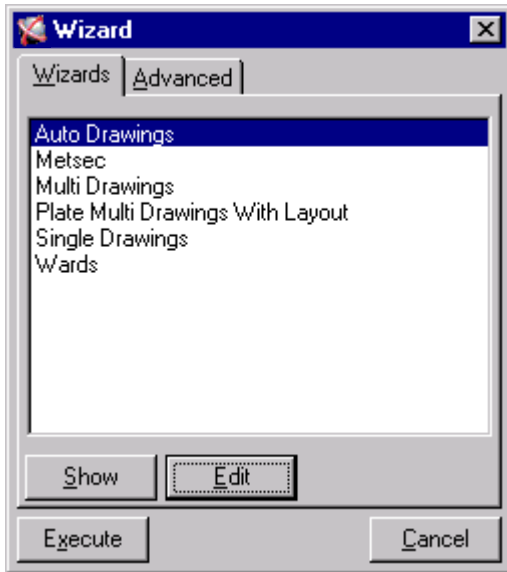 Wizard
Wizards Advanced
Auto Drawings
Metsec
Multi Drawings
Plate Multi Drawings With Layout
Single Drawings
Wards
Show Edit
Execute Cancel